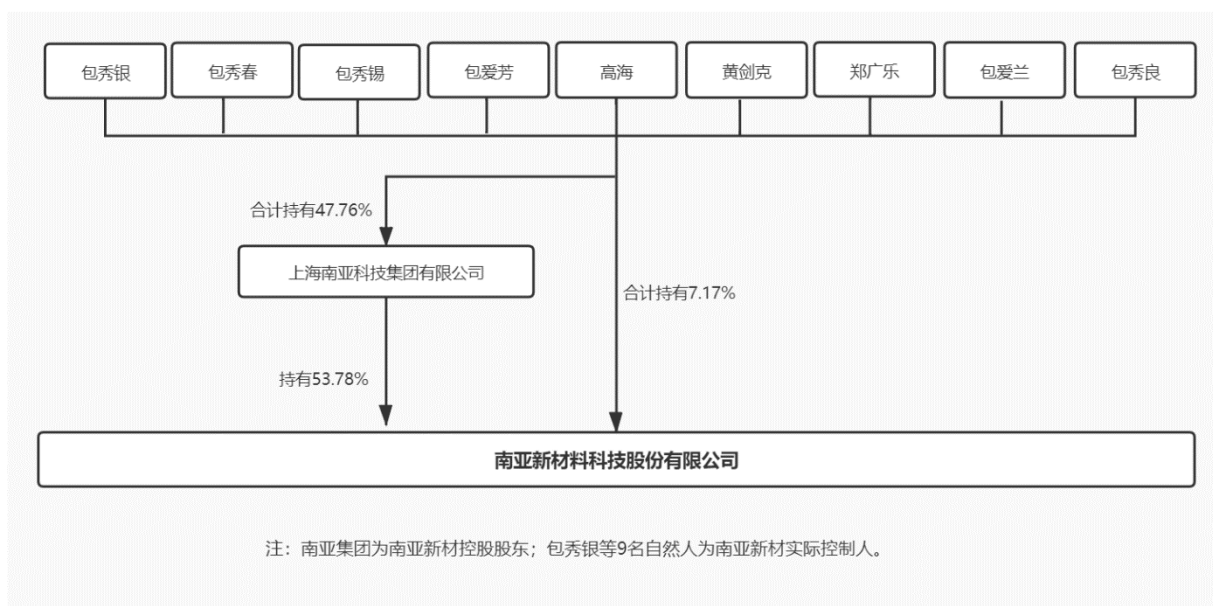 包秀银
包秀春
包秀锡
包爱芳
高海
黄剑克
郑广乐
包爱兰
包秀良
合计持有47.76%
上海南亚科技集团有限公司
合计持有7.17%
持有53.78%
南亚新材料科技股份有限公司
注：南亚集团为南亚新材控股股东；包秀银等9名自然人为南亚新材实际控制人。